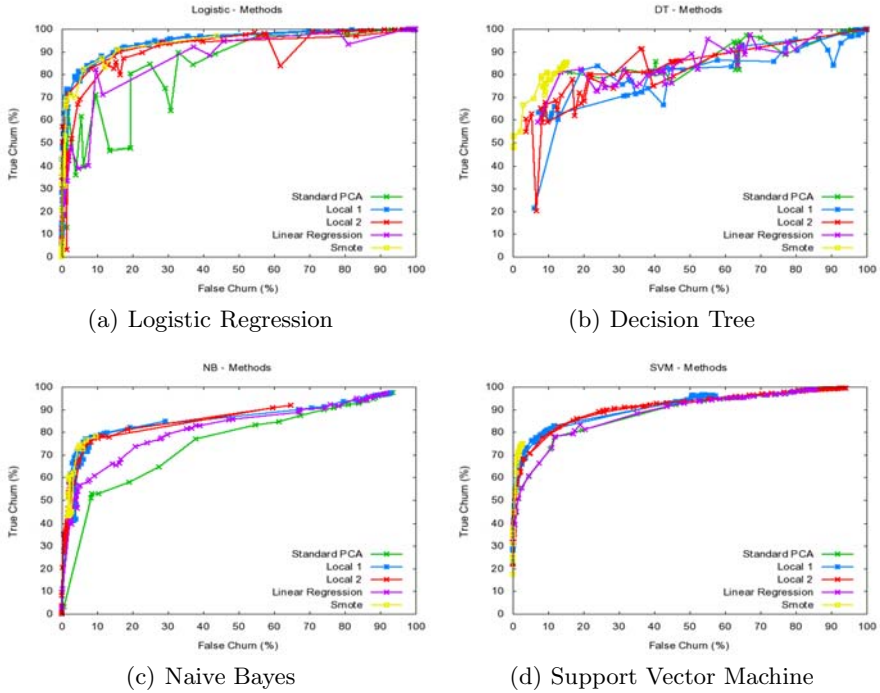 Logistic - Methods
100
90
80
70
60
50
40
30
20
10
0
True Churn (%)
Standard PCA
Local 1
Local 2
Linear Regression
Smote
0 10 20 30 40 50 60 70 80 90 100
False Churn (%)
(a) Logistic Regression
DT - Methods
100
90
80
70
60
50
40
30
20
10
0
True Churn (%)
Standard PCA
Local 1
Local 2
Linear Regression
Smote
0 10 20 30 40 50 60 70 80 90 100
False Churn (%)
(b) Decision Tree
NB - Methods
100
90
80
70
60
50
40
30
20
10
0
True Churn (%)
Standard PCA
Local 1
Local 2
Linear Regression
Smote
0 10 20 30 40 50 60 70 80 90 100
False Churn (%)
(c) Naive Bayes
SVM - Methods
100
90
80
70
60
50
40
30
20
10
0
True Churn (%)
Standard PCA
Local 1
Local 2
Linear Regression
Smote
0 10 20 30 40 50 60 70 80 90 100
False Churn (%)
(d) Support Vector Machine